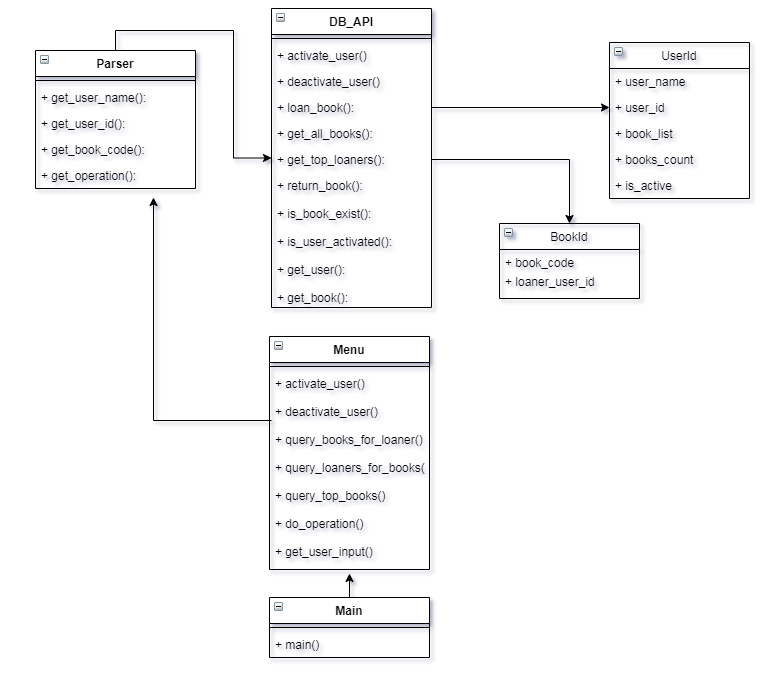 Parser
+ get_user_name():
+ get_user_id():
+ get_book_code():
+ get_operation():
DB_API
+ activate_user()
+ deactivate_user()
+ loan_book():
+ get_all_books():
+ get_top_loaners():
+ return_book():
+ is_book_exist():
+ is_user_activated():
+ get_user():
+ get_book():
UserId
+ user_name
+ user_id
+ book_list
+ books_count
+ is_active
BookId
+ book_code
+ loaner_user_id
Menu
+ activate_user()
+ deactivate_user()
+ query_books_for_loaner()
+ query_loaners_for_books(
+ query_top_books()
+ do_operation()
+ get_user_input()
Main
+ main()